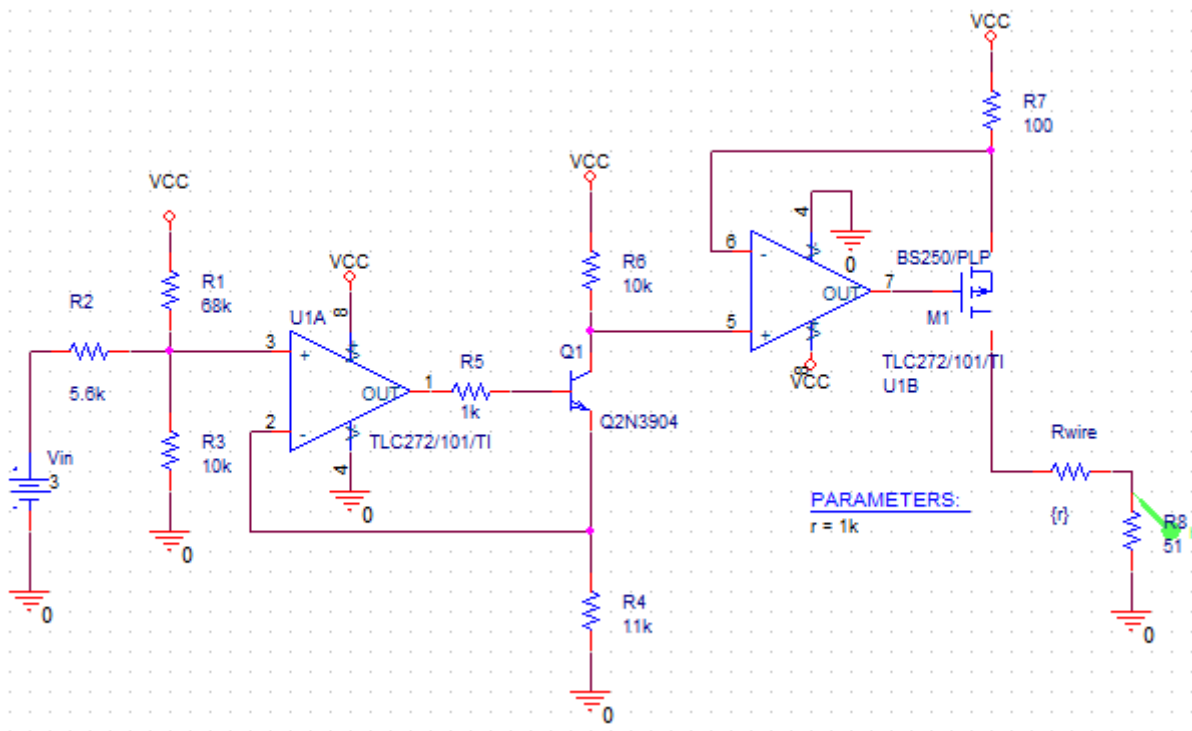 VCC
R7
100
VCC
VCC
4
6
-
0
BS250/PLP
R1
68k
VCC
R6
10k
OUT
7
M1
R2
8
U1A
5
+
3
+
Q1
5.6k
R5
1
OUT
1k
VCC
8
TLC272/101/TI
U1B
Q2N3904
R3
10k
2
-
TLC272/101/TI
4
Rwire
Vin
3
0
0
PARAMETERS:
r = 1k
{r}
R8
51
R4
11k
0
0
0